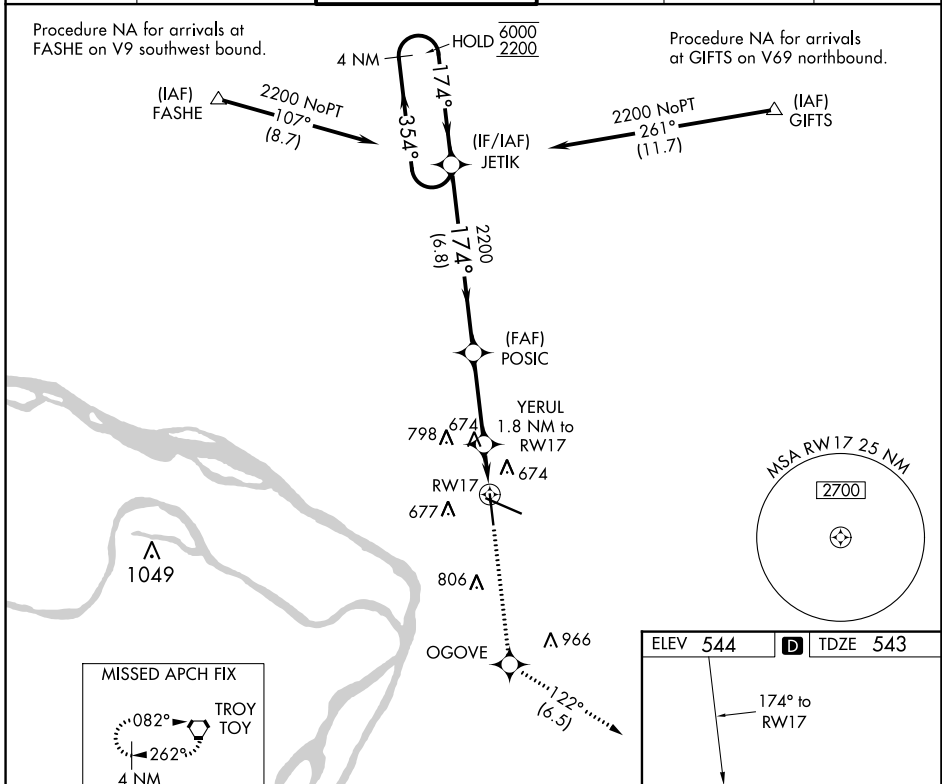 Procedure NA for arrivals at
FASHE on V9 southwest bound.
HOLD 6000
2200
4 NM
174°
354°
Procedure NA for arrivals
at GIFTS on V69 northbound.
(IAF)
FASHE
2200 NoPT
107°
(8.7)
(IF/IAF)
JETIK
2200 NoPT
261°
(11.7)
(IAF)
GIFTS
2200
174°
(6.8)
(FAF)
POSIC
YERUL
1.8 NM to
RW17
798
674
674
RW17
677
MSA RW17 25 NM
2700
1049
806
966
OGOVE
122°
(6.5)
MISSED APCH FIX
TROY
TOY
082°
262°
4 NM
ELEV 544 D TDZE 543
174° to
RW17